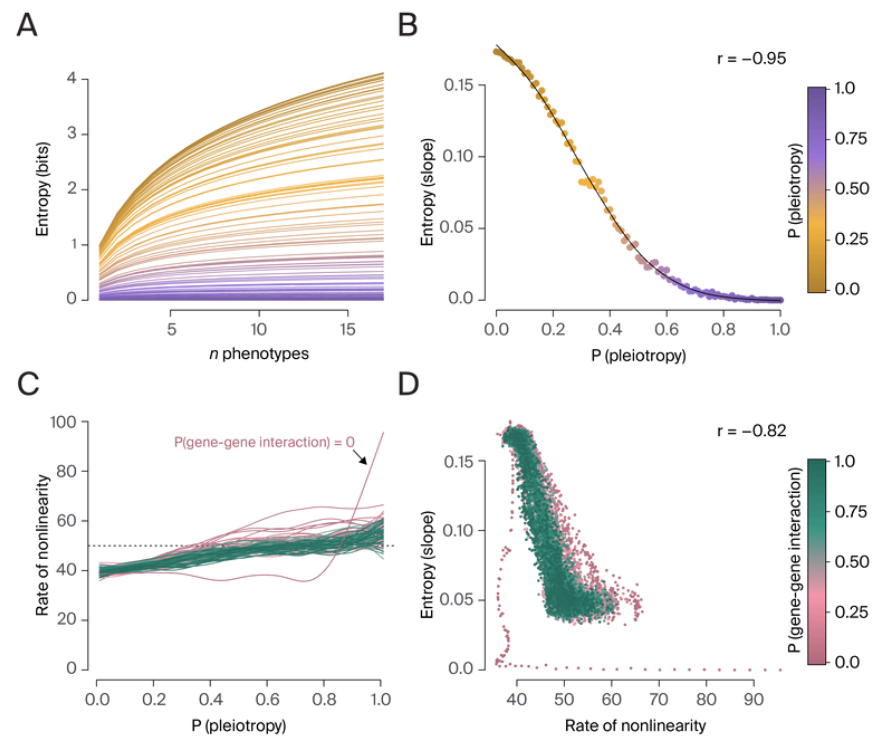 A
Entropy (bits)
4
3
2
1
0
5
10
15
n phenotypes
B
r = −0.95
Entropy (slope)
0.15
0.10
0.05
0.0
0.0
0.2
0.4
0.6
0.8
1.0
P (pleiotropy)
P (pleiotropy)
1.0
0.75
0.50
0.25
0.0
C
Rate of nonlinearity
100
80
60
40
20
0
P(gene-gene interaction) = 0
0.0
0.2
0.4
0.6
0.8
1.0
P (pleiotropy)
D
r = −0.82
Entropy (slope)
0.15
0.10
0.05
0.0
40
50
60
70
80
90
Rate of nonlinearity
P (gene-gene interaction)
1.0
0.75
0.50
0.25
0.0